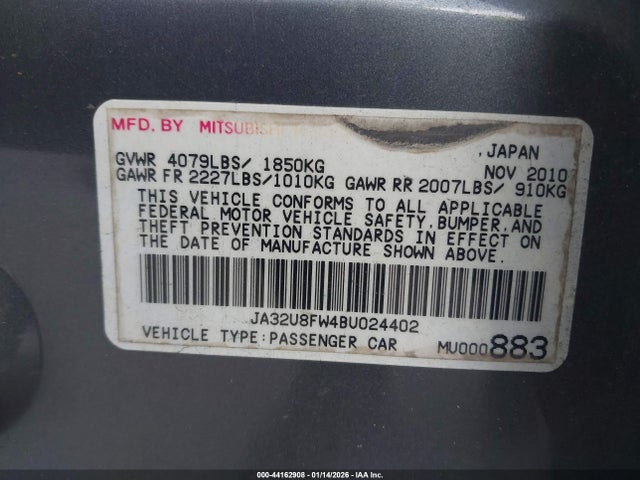 MFD. BY MITSUBISHI
, JAPAN
GVWR 4079LBS/ 1850KG NOV 2010
GAWR FR 2227LBS/1010KG GAWR RR 2007LBS/ 910KG
THIS VEHICLE CONFORMS TO ALL APPLICABLE
FEDERAL MOTOR VEHICLE SAFETY, BUMPER, AND
THEFT PREVENTION STANDARDS IN EFFECT ON
THE DATE OF MANUFACTURE SHOWN ABOVE.
JA32U8FW4BU024402
VEHICLE TYPE:PASSENGER CAR MU000883
000-44162908 - 01/14/2026 - IAA Inc.